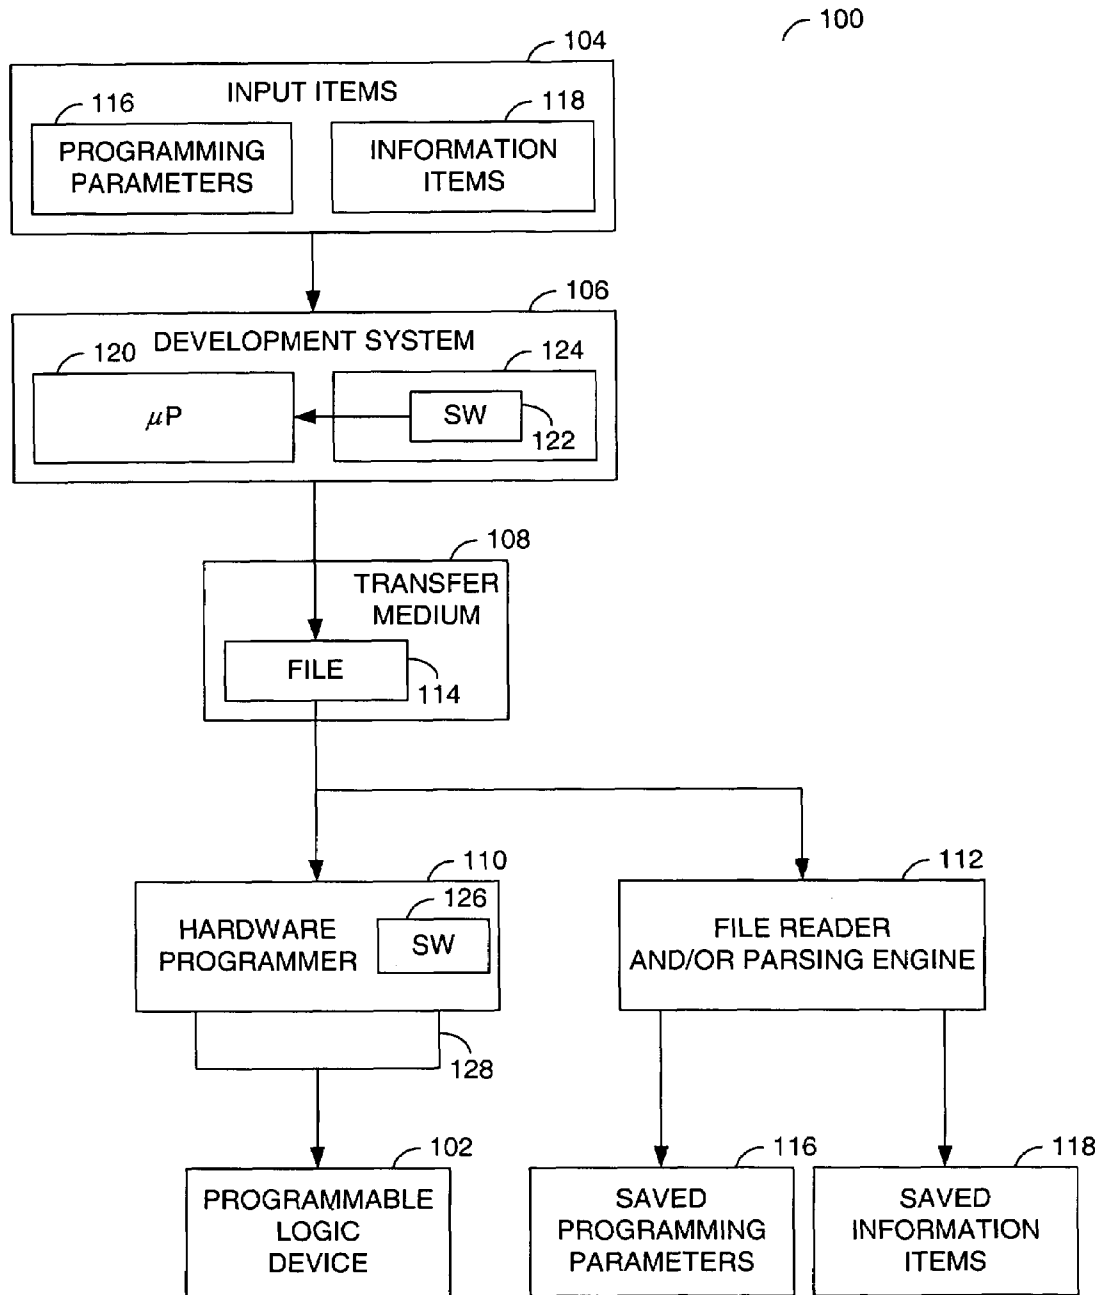 100
104
INPUT ITEMS
116
118
PROGRAMMING
PARAMETERS
INFORMATION
ITEMS
106
DEVELOPMENT SYSTEM
120
124
μP
SW
122
108
TRANSFER
MEDIUM
FILE
114
110
112
126
HARDWARE
PROGRAMMER
SW
FILE READER
AND/OR PARSING ENGINE
128
102
116
118
PROGRAMMABLE
LOGIC
DEVICE
SAVED
PROGRAMMING
PARAMETERS
SAVED
INFORMATION
ITEMS